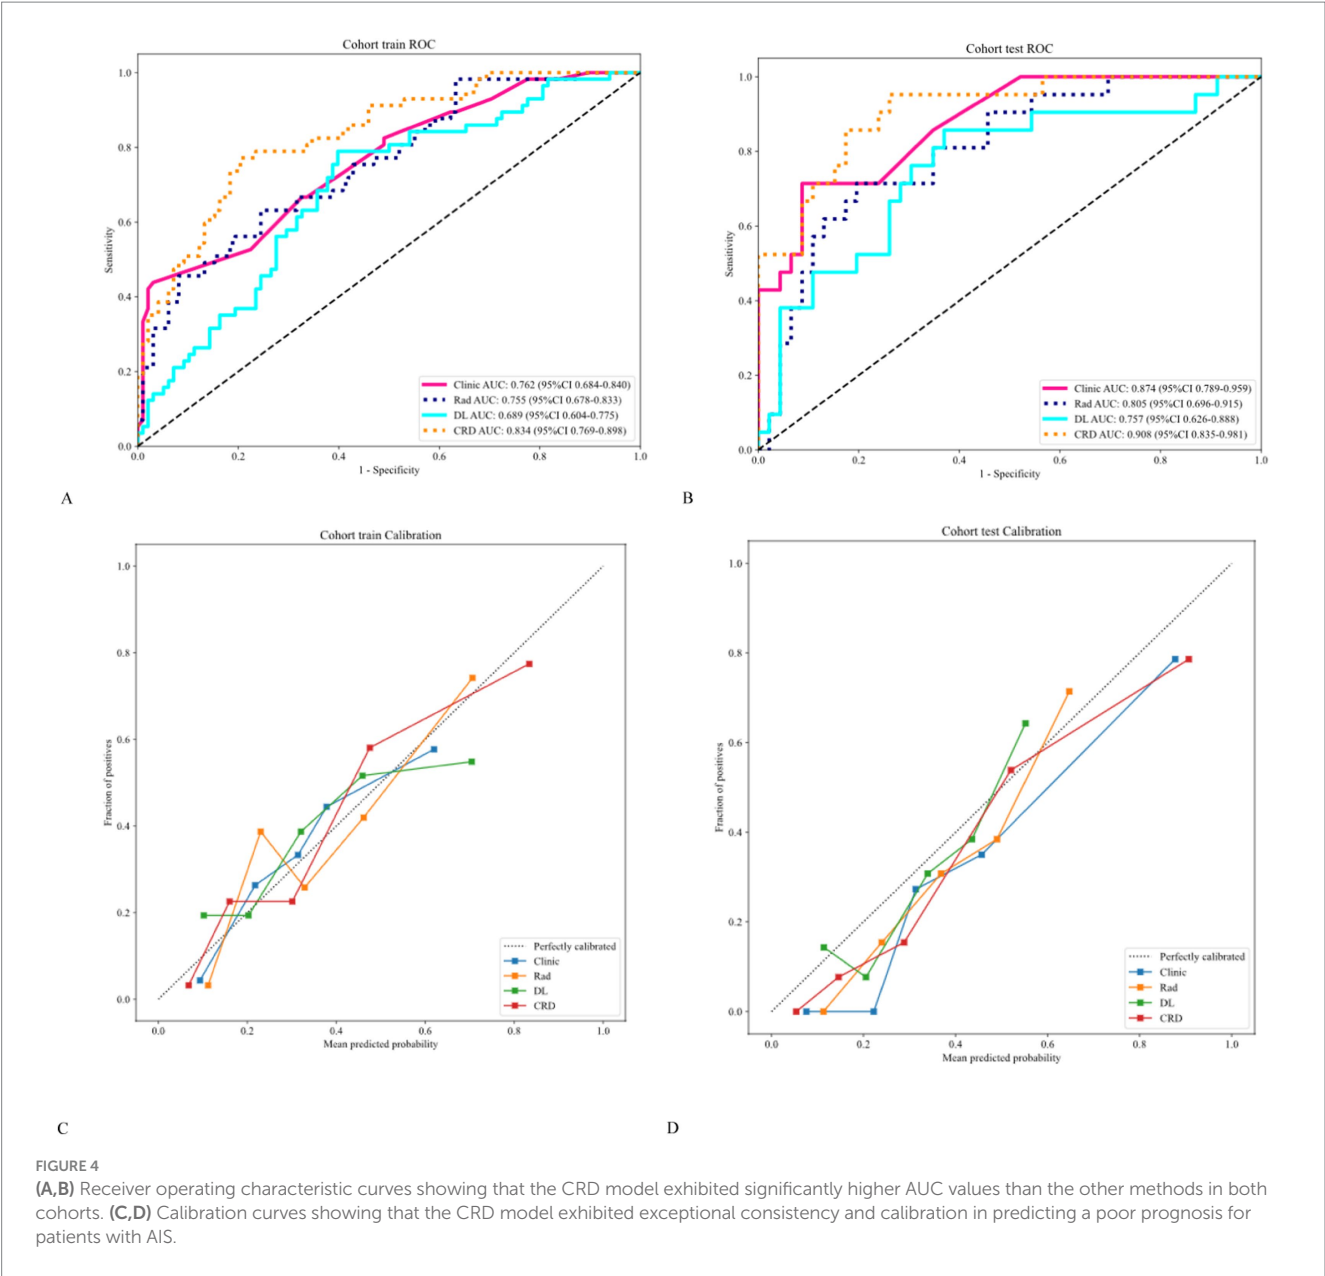 Cohort train ROC
1.0
0.8
0.6
0.4
0.2
0.0
Sensitivity
0.0 0.2 0.4 0.6 0.8 1.0
1 - Specificity
Clinic AUC: 0.762 (95%CI 0.684-0.840)
Rad AUC: 0.755 (95%CI 0.678-0.833)
DL AUC: 0.689 (95%CI 0.604-0.775)
CRD AUC: 0.834 (95%CI 0.769-0.898)
A
Cohort test ROC
1.0
0.8
0.6
0.4
0.2
0.0
Sensitivity
0.0 0.2 0.4 0.6 0.8 1.0
1 - Specificity
Clinic AUC: 0.874 (95%CI 0.789-0.959)
Rad AUC: 0.805 (95%CI 0.696-0.915)
DL AUC: 0.757 (95%CI 0.626-0.888)
CRD AUC: 0.908 (95%CI 0.835-0.981)
B
Cohort train Calibration
1.0
0.8
0.6
0.4
0.2
0.0
Fraction of positives
0.0 0.2 0.4 0.6 0.8 1.0
Mean predicted probability
Perfectly calibrated
Clinic
Rad
DL
CRD
C
Cohort test Calibration
1.0
0.8
0.6
0.4
0.2
0.0
Fraction of positives
0.0 0.2 0.4 0.6 0.8 1.0
Mean predicted probability
Perfectly calibrated
Clinic
Rad
DL
CRD
D
FIGURE 4
(A,B) Receiver operating characteristic curves showing that the CRD model exhibited significantly higher AUC values than the other methods in both
cohorts. (C,D) Calibration curves showing that the CRD model exhibited exceptional consistency and calibration in predicting a poor prognosis for
patients with AIS.